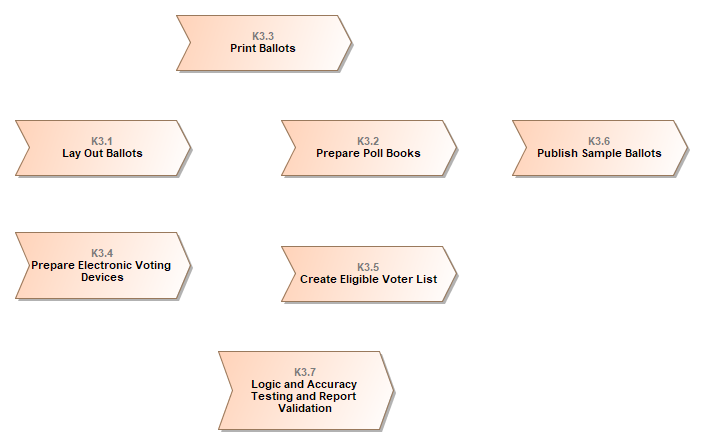 K3.3
Print Ballots
K3.1
Lay Out Ballots
K3.2
Prepare Poll Books
K3.6
Publish Sample Ballots
K3.4
Prepare Electronic Voting
Devices
K3.5
Create Eligible Voter List
K3.7
Logic and Accuracy
Testing and Report
Validation